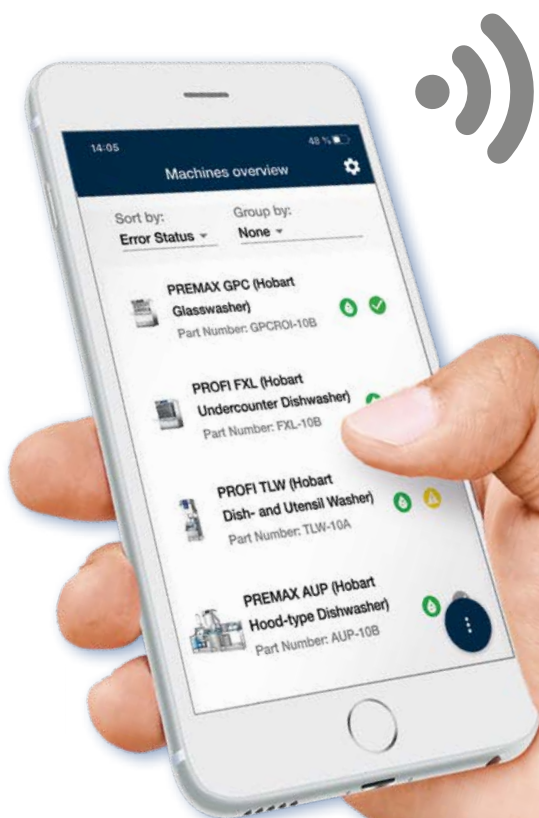 14:05
48 %
Machines overview
Sort by:
Group by:
Error Status
None
PREMAX GPC (Hobart
Glasswasher)
Part Number: GPCROI-10B
PROFI FXL (Hobart
Undercounter Dishwasher)
Part Number: FXL-10B
PROFI TLW (Hobart
Dish- and Utensil Washer)
Part Number: TLW-10A
PREMAX AUP (Hobart
Hood-type Dishwasher)
Part Number: AUP-10B